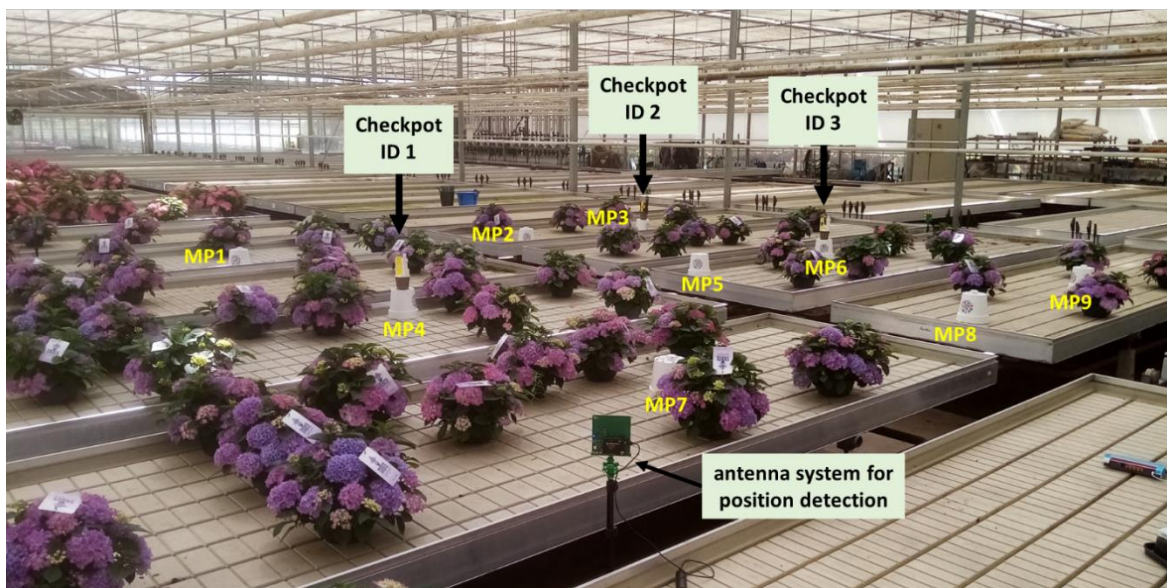 Checkpot
ID 1
Checkpot
ID 2
Checkpot
ID 3
MP1
MP2
MP3
MP4
MP5
MP6
MP7
MP8
MP9
antenna system for
position detection